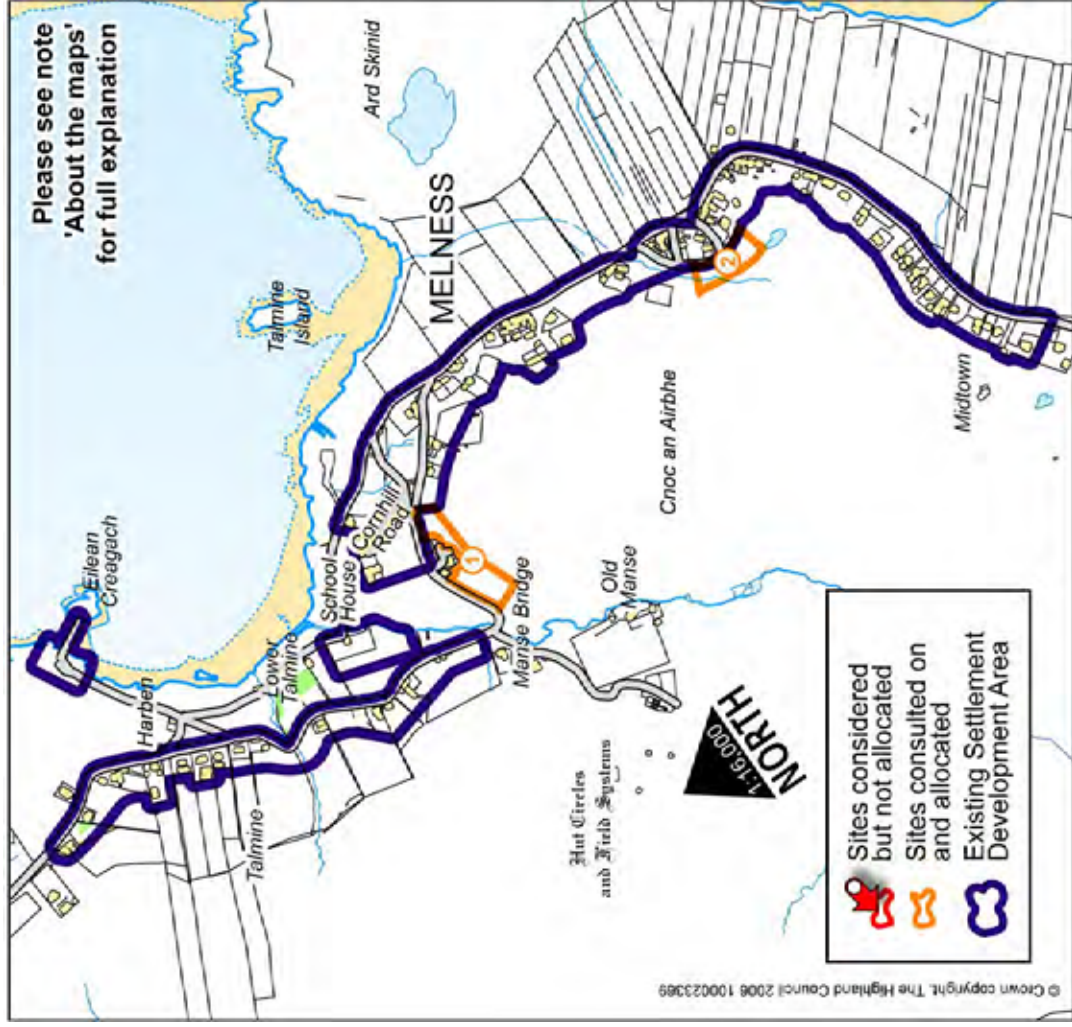 Please see note
'About the maps'
for full explanation
Ard Skinid
Talmine
Island
MELNESS
Eilean
Creagach
School
House
Cornhill
Road
Lower
Talmine
Harben
Talmine
1
2
Manse Bridge
Old
Manse
Cnoc an Airbhe
Midtown
Hut Circles
and Field Systems
1:16,000
NORTH
Sites considered
but not allocated
Sites consulted on
and allocated
Existing Settlement
Development Area
© Crown copyright. The Highland Council 2006 100023369